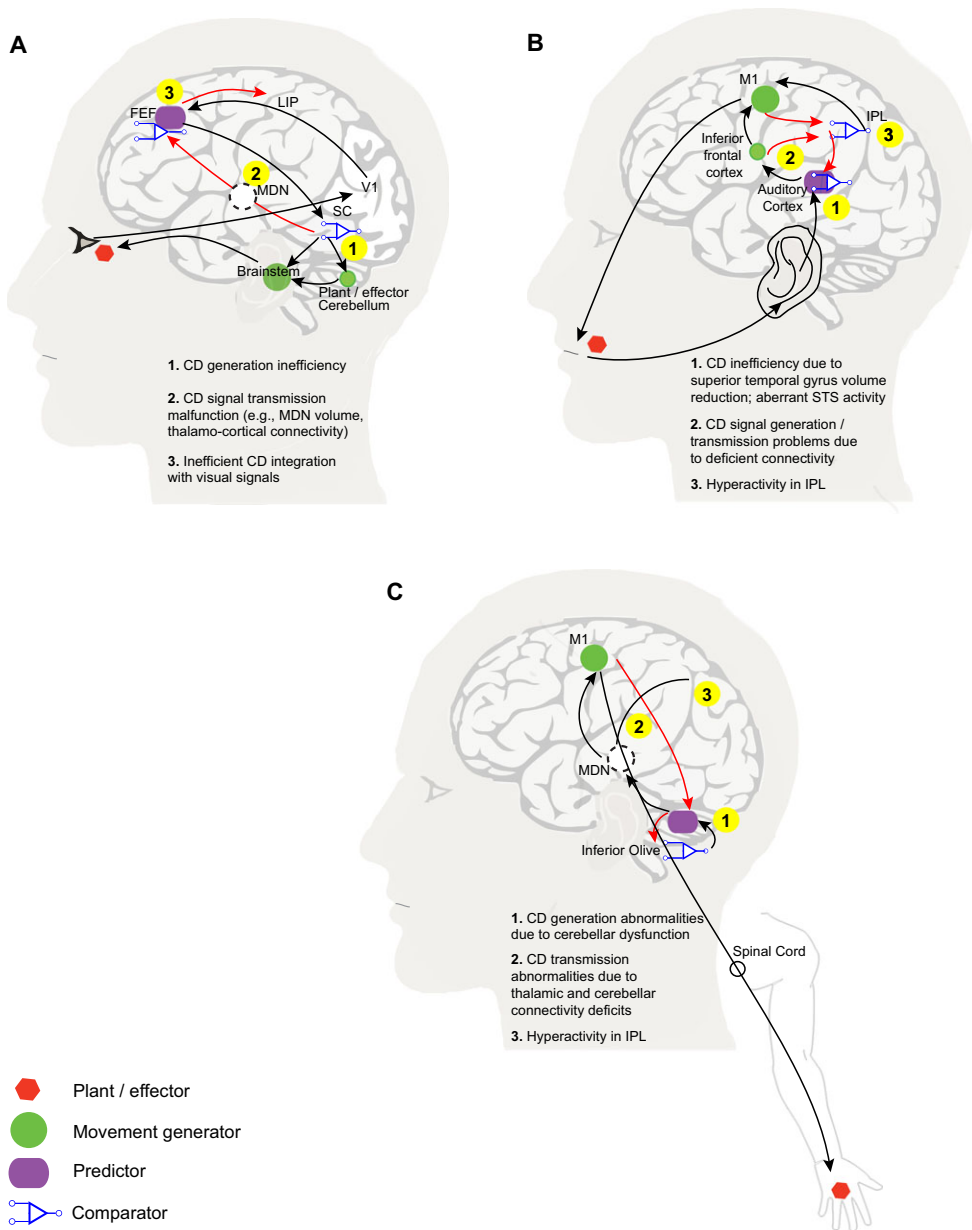 A
3
FEF
LIP
2
MDN
V1
SC
1
Brainstem
Plant / effector
Cerebellum
1. CD generation inefficiency
2. CD signal transmission
malfunction (e.g., MDN volume,
thalamo-cortical connectivity)
3. Inefficient CD integration
with visual signals
B
M1
IPL
3
Inferior
frontal
cortex
2
Auditory
Cortex
1
1. CD inefficiency due to
superior temporal gyrus volume
reduction; aberrant STS activity
2. CD signal generation /
transmission problems due
to deficient connectivity
3. Hyperactivity in IPL
C
M1
3
2
MDN
1
Inferior Olive
1. CD generation abnormalities
due to cerebellar dysfunction
2. CD transmission
abnormalities due to
thalamic and cerebellar
connectivity deficits
3. Hyperactivity in IPL
Spinal Cord
Plant / effector
Movement generator
Predictor
Comparator